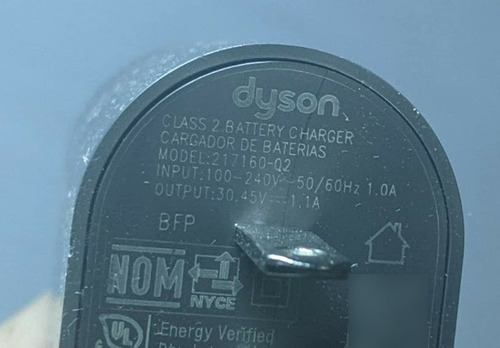 dyson
CLASS 2 BATTERY CHARGER
CARGADOR DE BATERIAS
MODEL:217160-02
INPUT:100-240V~50/60Hz 1.0A
OUTPUT:30.45V⎓1.1A
BFP
NOM
NYCE
UL
Energy Verified